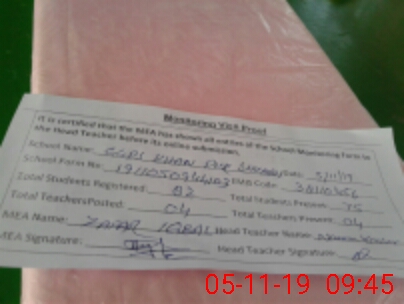 Monitoring Visit Proof
It is certified that the MEA has shown all entities of the School Monitoring Form to
the Head Teacher before its online submission.
School Name: KHAN Date: 5/11/19
School Form No: EMIS Code:
Total Students Registered: 82 Total Students Present: 75
Total Teachers Posted: 04 Total Teachers Present: 04
MEA Name: ZAFAR IQBAL Head Teacher Name:
MEA Signature: Head Teacher Signature:
05-11-19 09:45